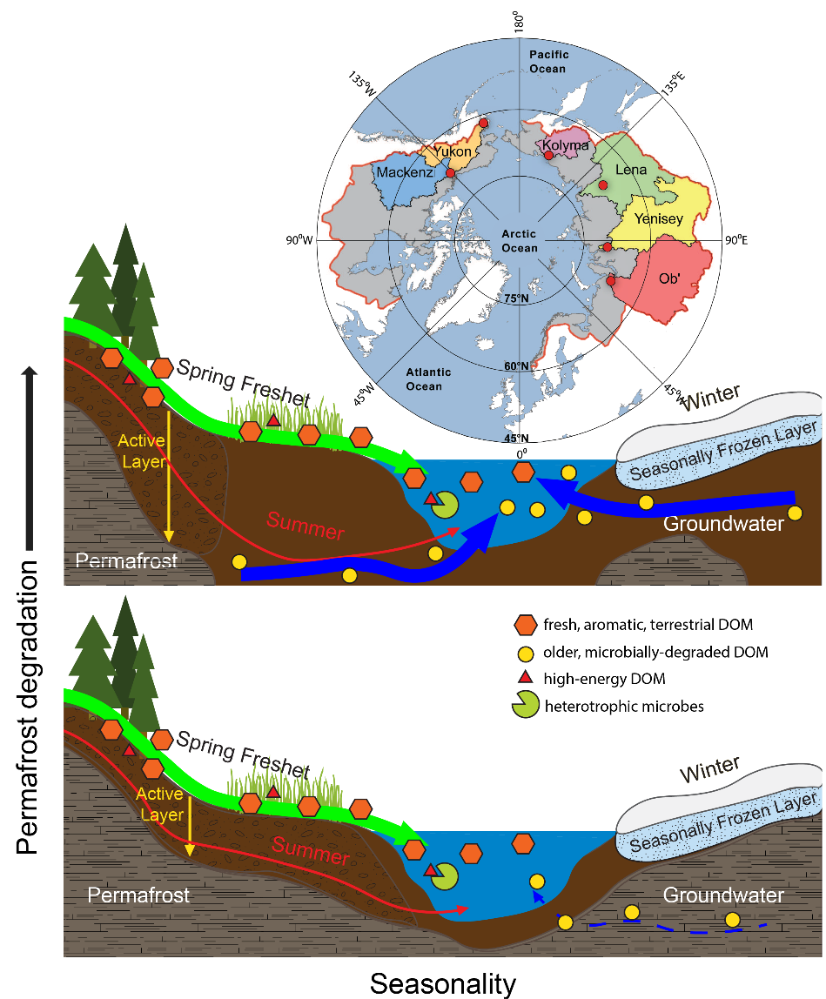 180°
Pacific
Ocean
135°W
135°E
Yukon
Kolyma
Mackenz
Lena
Yenisey
90°W
Arctic
Ocean
90°E
Ob'
75°N
60°N
Atlantic
Ocean
45°W
45°W
45°N
0°
Spring Freshet
Winter
Seasonally Frozen Layer
Active
Layer
Summer
Groundwater
Permafrost
Permafrost degradation
fresh, aromatic, terrestrial DOM
older, microbially-degraded DOM
high-energy DOM
heterotrophic microbes
Spring Freshet
Winter
Seasonally Frozen Layer
Active
Layer
Summer
Permafrost
Groundwater
Seasonality